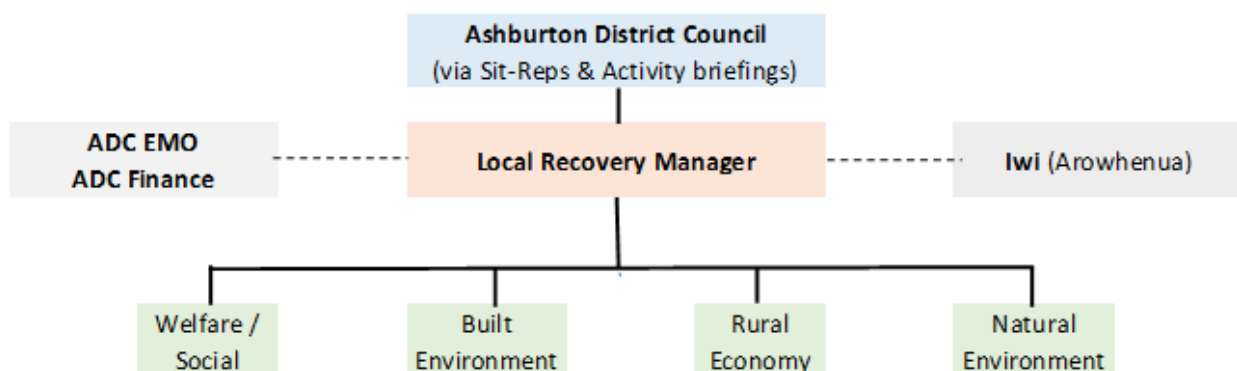 Ashburton District Council
(via Sit-Reps & Activity briefings)
ADC EMO
ADC Finance
Local Recovery Manager
Iwi (Arowhenua)
Welfare /
Social
Built
Environment
Rural
Economy
Natural
Environment